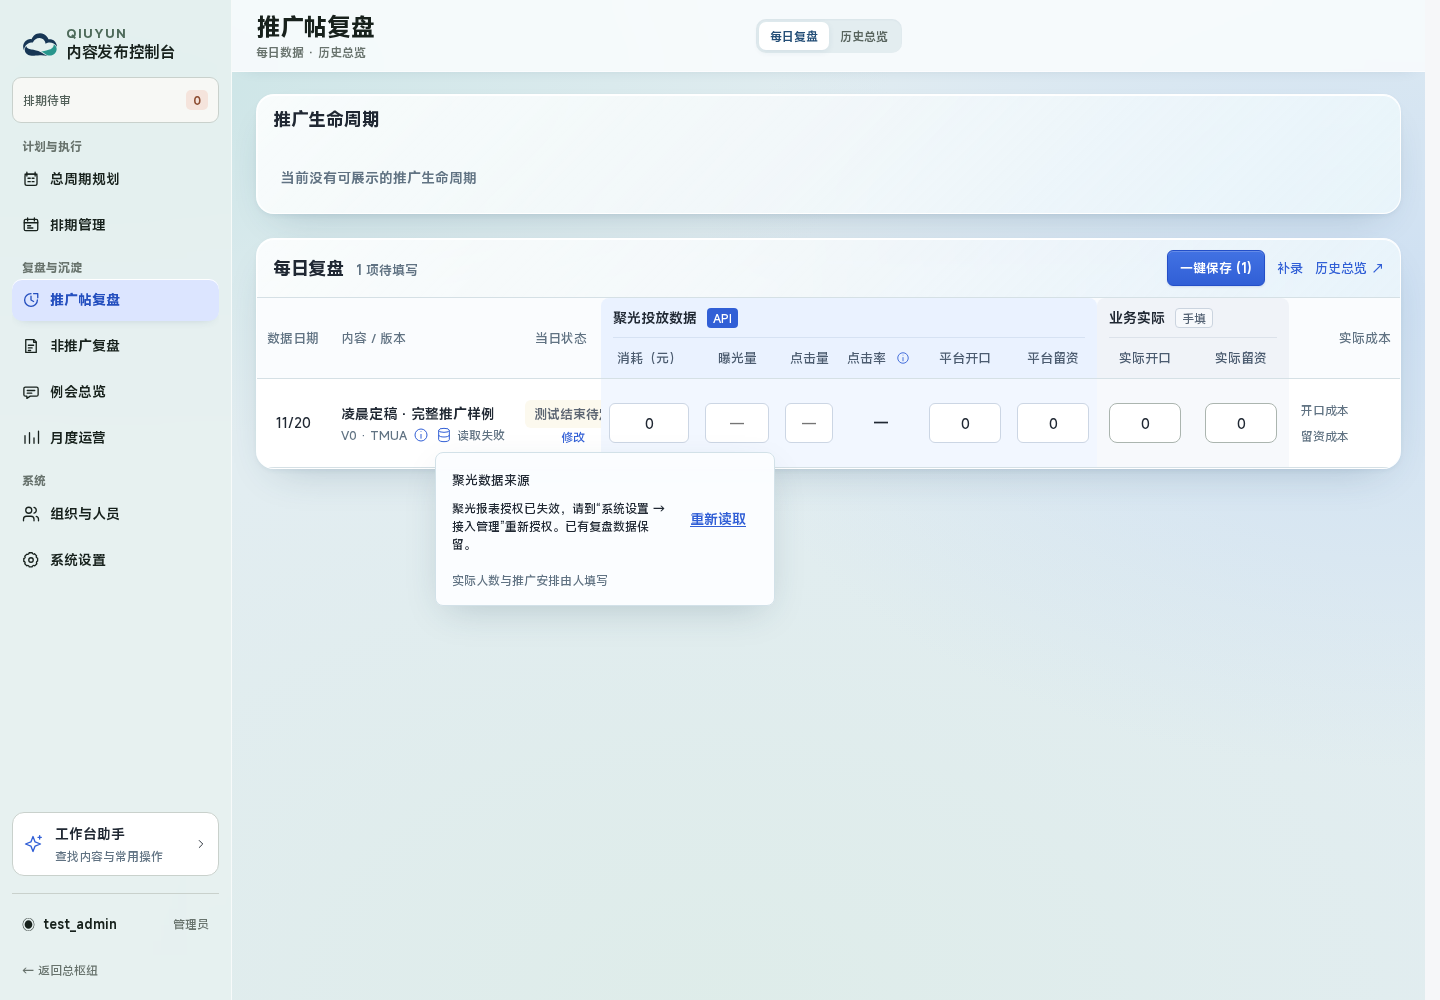 QIUYUN
内容发布控制台
排期待审 0
计划与执行
总周期规划
排期管理
复盘与沉淀
推广帖复盘
非推广复盘
例会总览
月度运营
系统
组织与人员
系统设置
工作台助手
查找内容与常用操作
test_admin 管理员
← 返回总枢纽
推广帖复盘
每日数据 · 历史总览
每日复盘 历史总览
推广生命周期
当前没有可展示的推广生命周期
每日复盘 1 项待填写
一键保存 (1) 补录 历史总览 ↗
数据日期 内容 / 版本 当日状态
聚光投放数据 API
消耗（元） 曝光量 点击量 点击率 平台开口 平台留资
业务实际 手填
实际开口 实际留资
实际成本
11/20
凌晨定稿 · 完整推广样例
V0 · TMUA 读取失败
测试结束待
修改
0 — — — 0 0 0 0
开口成本
留资成本
聚光数据来源
聚光报表授权已失效，请到“系统设置 →
接入管理”重新授权。已有复盘数据保
留。
重新读取
实际人数与推广安排由人填写